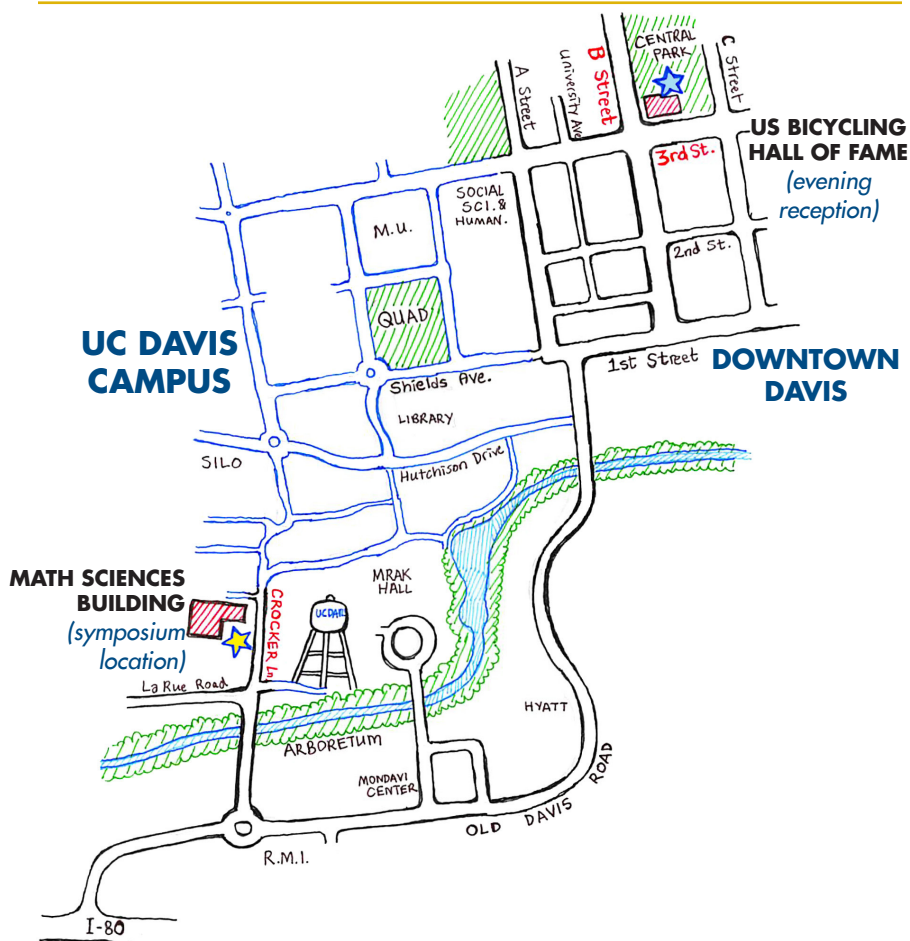 CENTRAL
PARK
C Street
B Street
University Ave
A Street
US BICYCLING
HALL OF FAME
(evening
reception)
3rd St.
SOCIAL
SCI. &
HUMAN.
M.U.
2nd St.
QUAD
UC DAVIS
CAMPUS
1st Street
DOWNTOWN
DAVIS
Shields Ave.
LIBRARY
SILO
Hutchison Drive
MATH SCIENCES
BUILDING
(symposium
location)
MRAK
HALL
CROCKER Ln
La Rue Road
HYATT
ARBORETUM
MONDAVI
CENTER
OLD DAVIS ROAD
R.M.I.
I-80